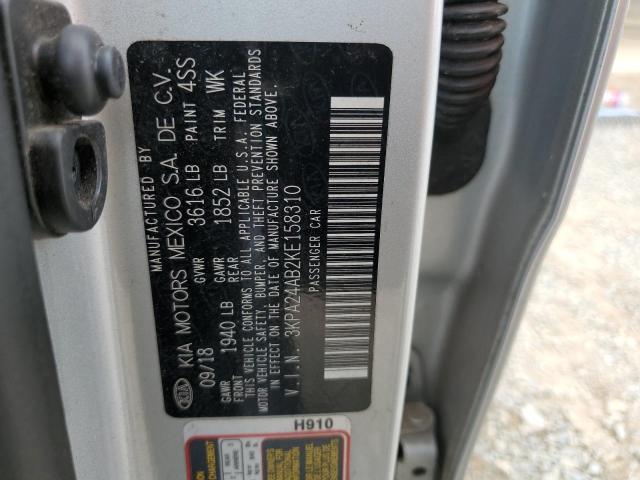 MANUFACTURED BY
KIA KIA MOTORS MEXICO S.A. DE C.V.
09/18 GVWR 3616 LB PAINT 4SS
GAWR FRONT 1940 LB GAWR REAR 1852 LB TRIM WK
THIS VEHICLE CONFORMS TO ALL APPLICABLE U.S.A. FEDERAL
MOTOR VEHICLE SAFETY, BUMPER, AND THEFT PREVENTION STANDARDS
IN EFFECT ON THE DATE OF MANUFACTURE SHOWN ABOVE.
V.I.N. 3KPA24AB2KE158310
PASSENGER CAR
H910